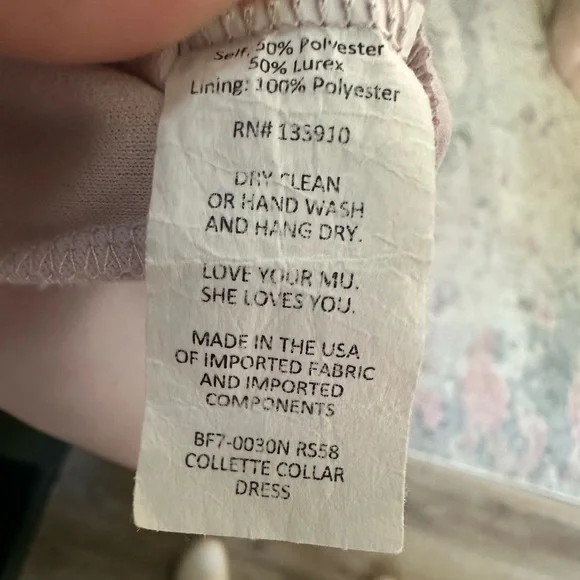 Self: 50% Polyester
50% Lurex
Lining: 100% Polyester
RN# 133910
DRY CLEAN
OR HAND WASH
AND HANG DRY.
LOVE YOUR MU.
SHE LOVES YOU.
MADE IN THE USA
OF IMPORTED FABRIC
AND IMPORTED
COMPONENTS
BF7-0030N RS58
COLLETTE COLLAR
DRESS